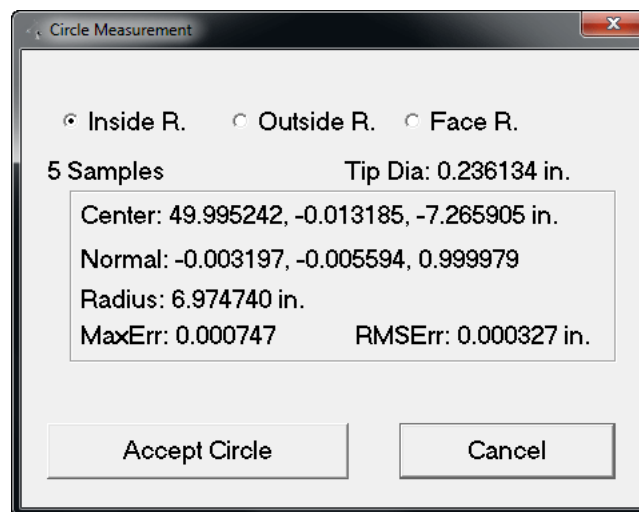 Circle Measurement
Inside R. Outside R. Face R.
5 Samples Tip Dia: 0.236134 in.
Center: 49.995242, -0.013185, -7.265905 in.
Normal: -0.003197, -0.005594, 0.999979
Radius: 6.974740 in.
MaxErr: 0.000747 RMSErr: 0.000327 in.
Accept Circle Cancel